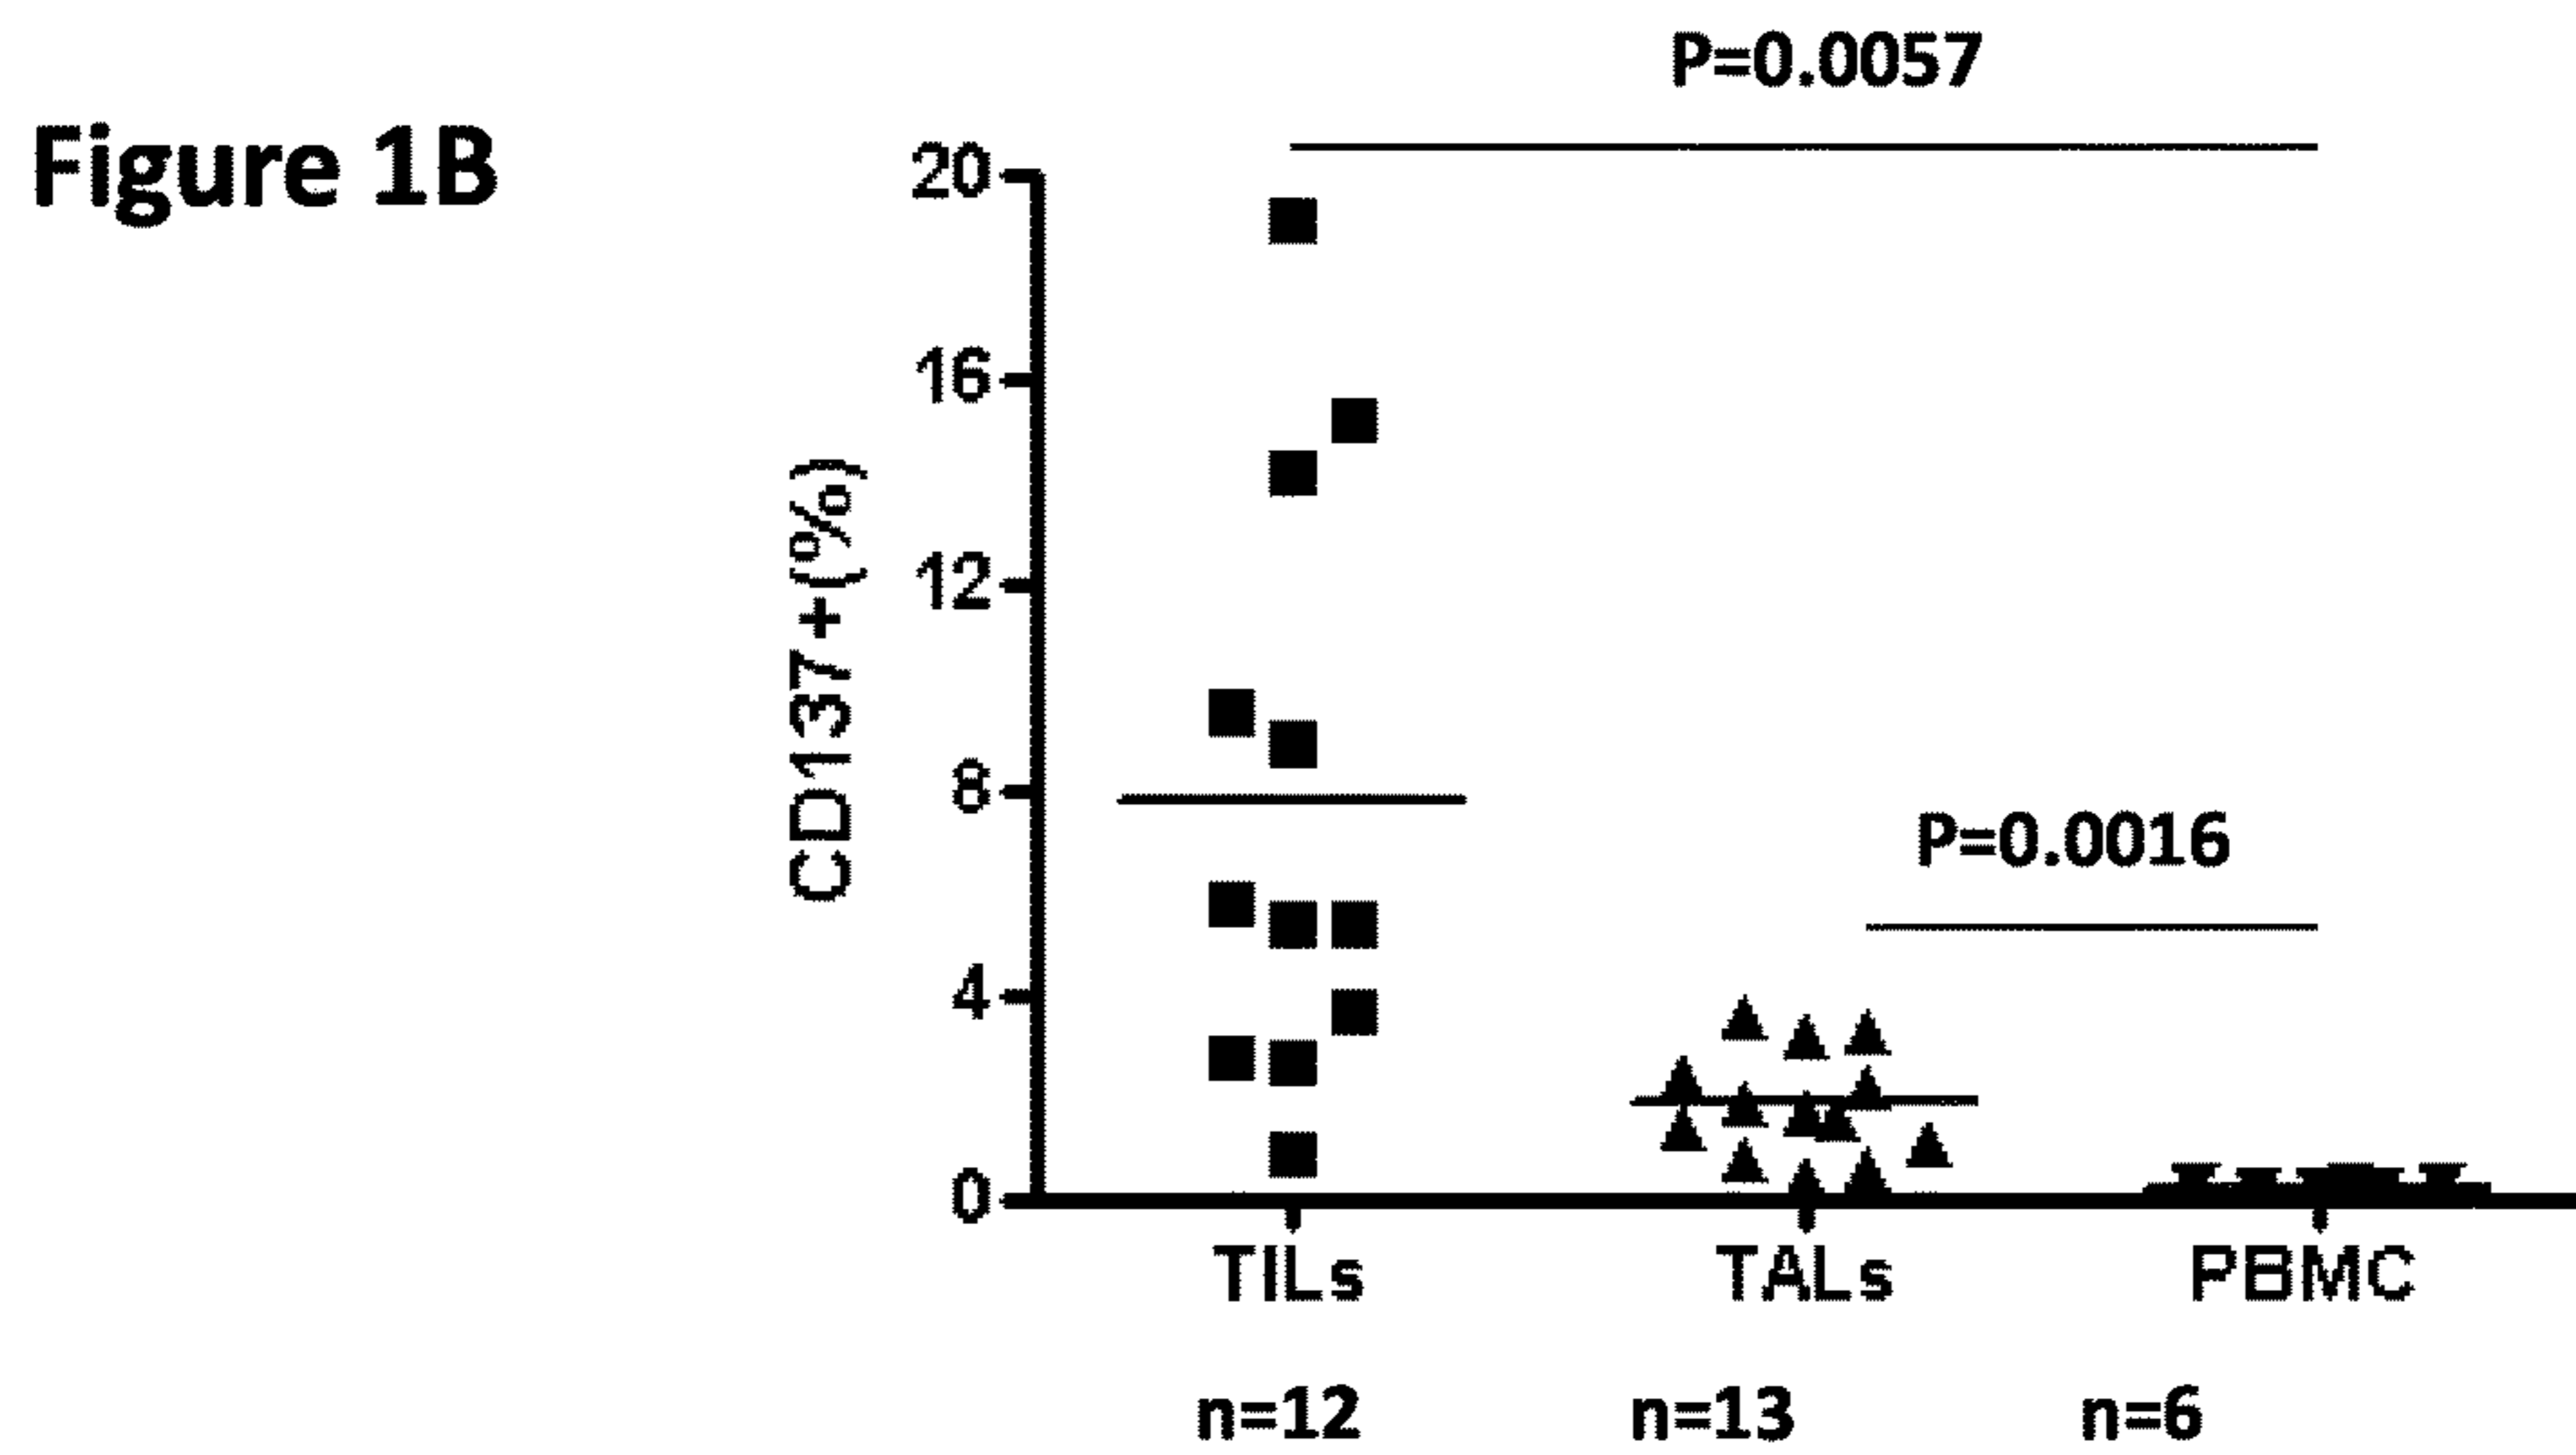 Figure 1B
P=0.0057
CD137+(%)
20
16
12
8
4
0
P=0.0016
TILs TALs PBMC
n=12 n=13 n=6